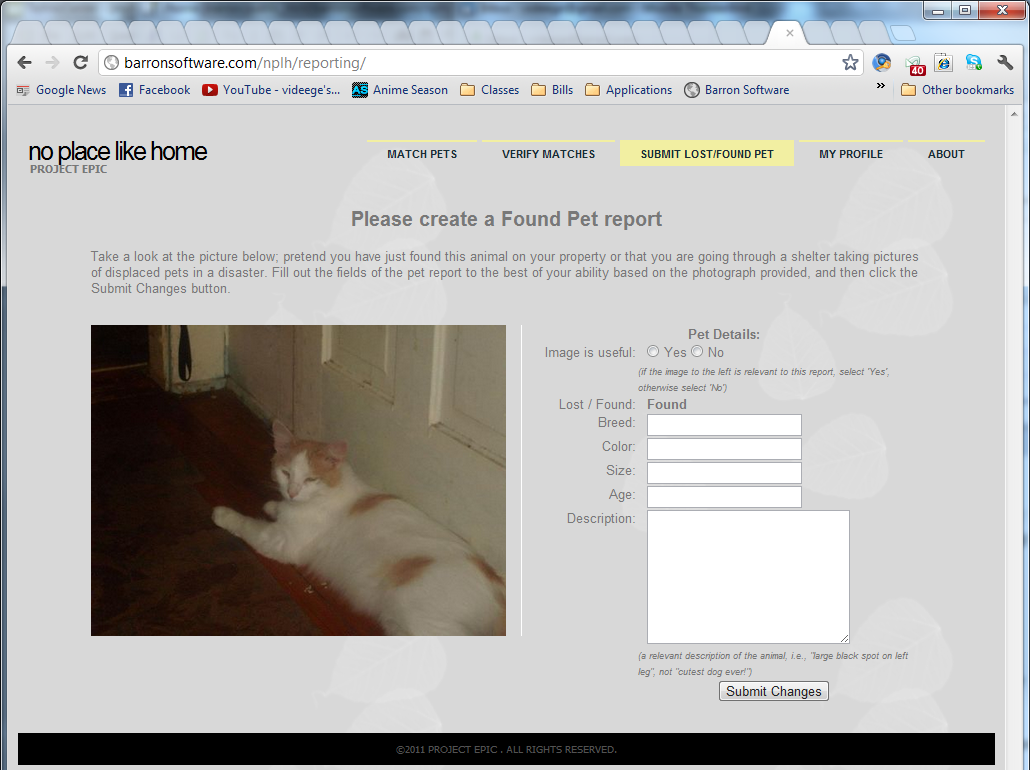 barronsoftware.com/nplh/reporting/
40
Google News
Facebook
YouTube - videege's...
AS
Anime Season
Classes
Bills
Applications
Barron Software
»
Other bookmarks
no place like home
PROJECT EPIC
MATCH PETS
VERIFY MATCHES
SUBMIT LOST/FOUND PET
MY PROFILE
ABOUT
Please create a Found Pet report
Take a look at the picture below; pretend you have just found this animal on your property or that you are going through a shelter taking pictures
of displaced pets in a disaster. Fill out the fields of the pet report to the best of your ability based on the photograph provided, and then click the
Submit Changes button.
Pet Details:
Image is useful: Yes No
(if the image to the left is relevant to this report, select 'Yes',
otherwise select 'No')
Lost / Found: Found
Breed:
Color:
Size:
Age:
Description:
(a relevant description of the animal, i.e., "large black spot on left
leg", not "cutest dog ever!")
Submit Changes
©2011 PROJECT EPIC . ALL RIGHTS RESERVED.